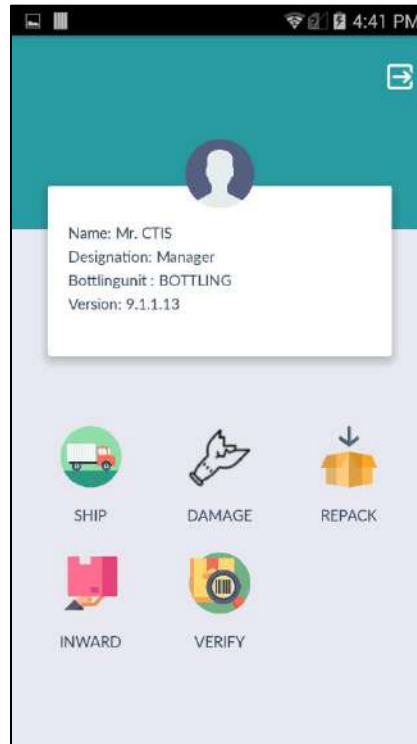 4:41 PM
Name: Mr. CTIS
Designation: Manager
Bottlingunit : BOTTLING
Version: 9.1.1.13
SHIP DAMAGE REPACK
INWARD VERIFY